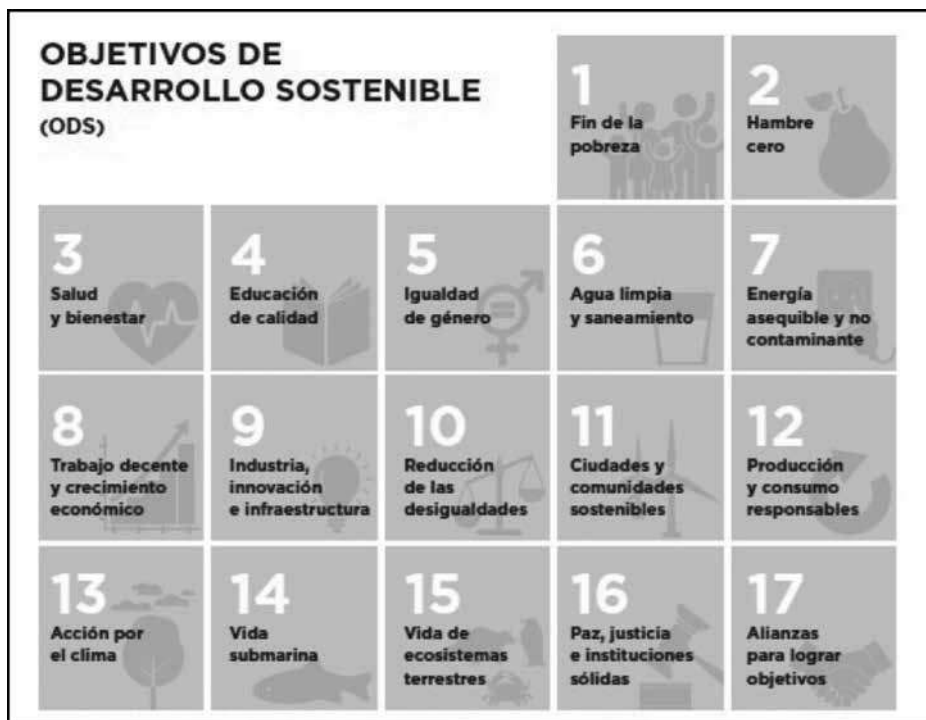 OBJETIVOS DE
DESARROLLO SOSTENIBLE
(ODS)
1
Fin de la
pobreza
2
Hambre
cero
3
Salud
y bienestar
4
Educación
de calidad
5
Igualdad
de género
6
Agua limpia
y saneamiento
7
Energía
asequible y no
contaminante
8
Trabajo decente
y crecimiento
económico
9
Industria,
innovación
e infraestructura
10
Reducción
de las
desigualdades
11
Ciudades y
comunidades
sostenibles
12
Producción
y consumo
responsables
13
Acción por
el clima
14
Vida
submarina
15
Vida de
ecosistemas
terrestres
16
Paz, justicia
e instituciones
sólidas
17
Alianzas
para lograr
objetivos